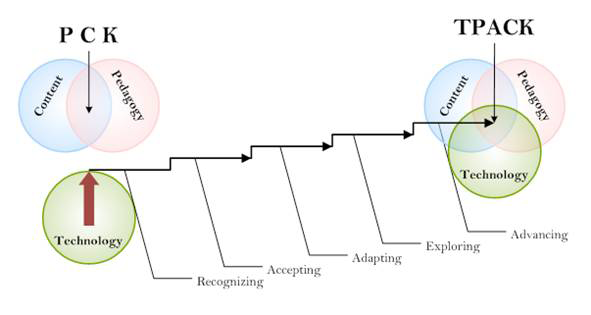 P C K
Content
Pedagogy
Technology
TPACK
Content
Pedagogy
Technology
Recognizing
Accepting
Adapting
Exploring
Advancing